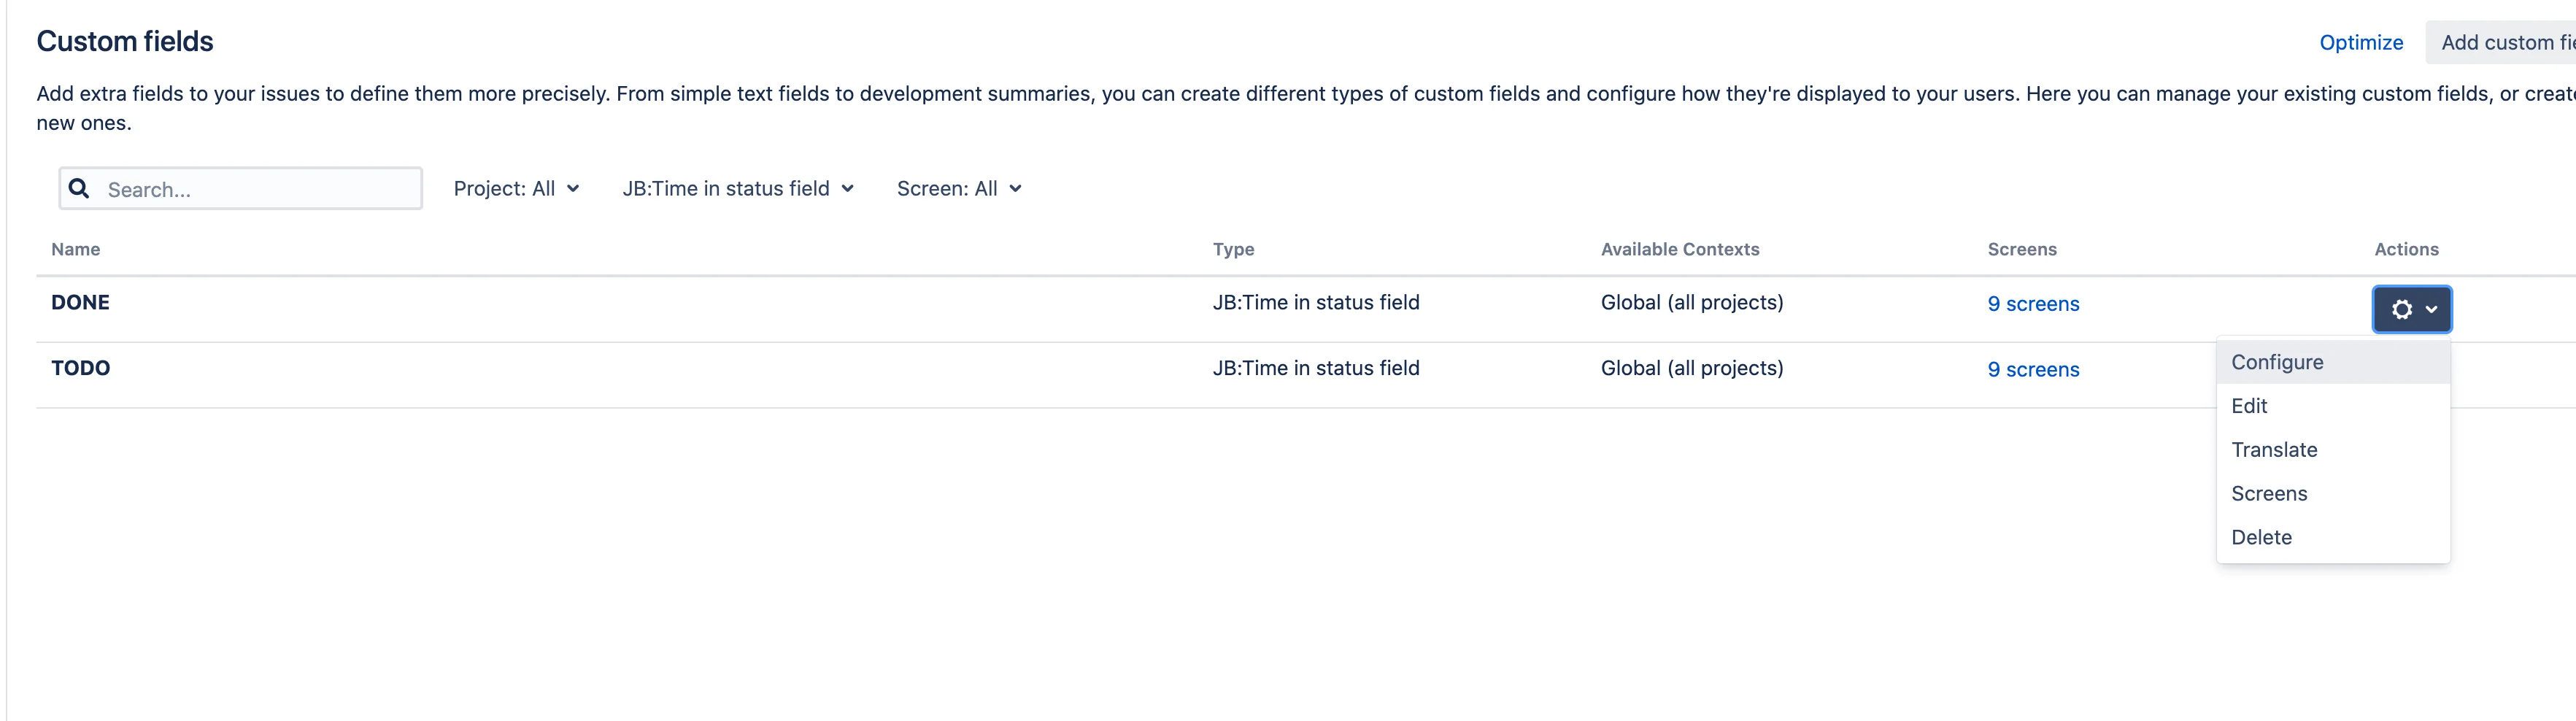 Custom fields
Optimize
Add custom fie
Add extra fields to your issues to define them more precisely. From simple text fields to development summaries, you can create different types of custom fields and configure how they're displayed to your users. Here you can manage your existing custom fields, or create
new ones.
Search...
Project: All
JB:Time in status field
Screen: All
Name
Type
Available Contexts
Screens
Actions
DONE
JB:Time in status field
Global (all projects)
9 screens
TODO
JB:Time in status field
Global (all projects)
9 screens
Configure
Edit
Translate
Screens
Delete